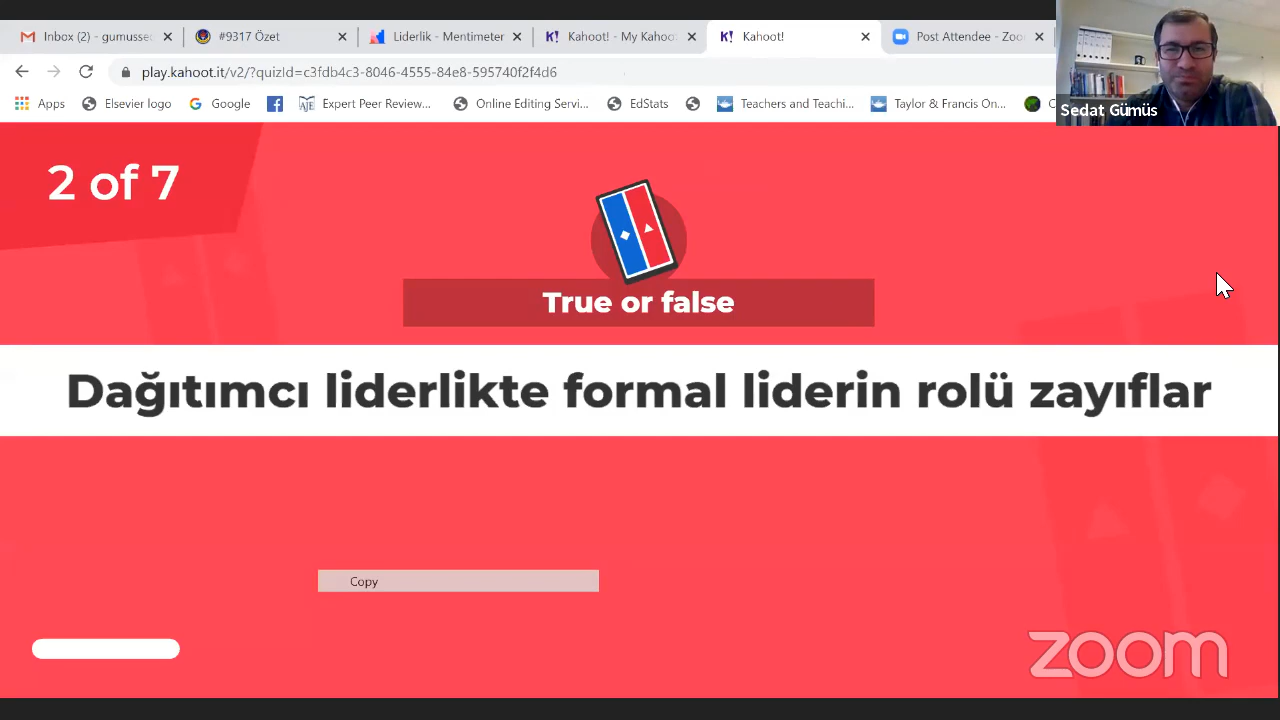 Inbox (2) - gumussec
#9317 Özet
Liderlik - Mentimeter
K! Kahoot! - My Kahoo
K! Kahoot!
Post Attendee - Zoo
play.kahoot.it/v2/?quizId=c3fdb4c3-8046-4555-84e8-595740f2f4d6
Apps
Elsevier logo
Google
Expert Peer Review...
Online Editing Servi...
EdStats
Teachers and Teachi...
Taylor & Francis On...
Sedat Gümüs
2 of 7
True or false
Dağıtımcı liderlikte formal liderin rolü zayıflar
Copy
zoom